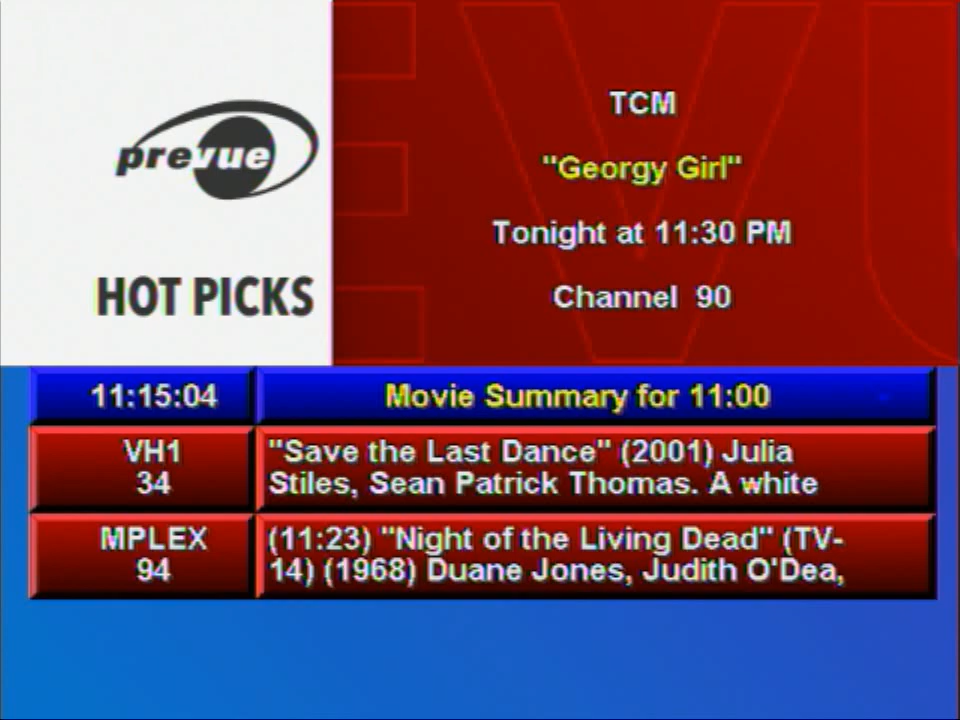 prevue
HOT PICKS
TCM
"Georgy Girl"
Tonight at 11:30 PM
Channel 90
11:15:04
Movie Summary for 11:00
VH1
34
"Save the Last Dance" (2001) Julia
Stiles, Sean Patrick Thomas. A white
MPLEX
94
(11:23) "Night of the Living Dead" (TV-
14) (1968) Duane Jones, Judith O'Dea,